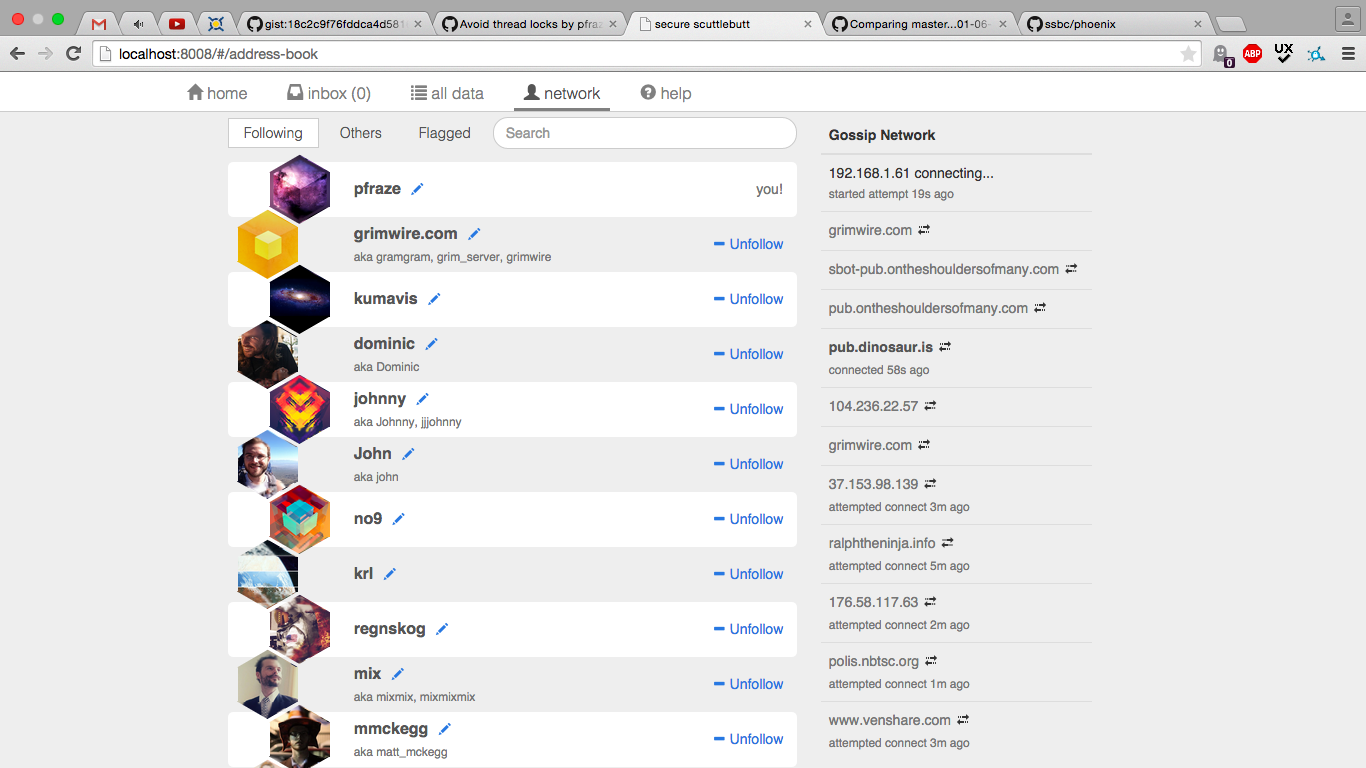 gist:18c2c9f76fddca4d581
Avoid thread locks by pfraz
secure scuttlebutt
Comparing master...01-06-
ssbc/phoenix
localhost:8008/#/address-book
0
ABP
UX
home
inbox (0)
all data
network
help
Following
Others
Flagged
Search
pfraze
you!
grimwire.com
aka gramgram, grim_server, grimwire
Unfollow
kumavis
Unfollow
dominic
aka Dominic
Unfollow
johnny
aka Johnny, jjjohnny
Unfollow
John
aka john
Unfollow
no9
Unfollow
krl
Unfollow
regnskog
Unfollow
mix
aka mixmix, mixmixmix
Unfollow
mmckegg
aka matt_mckegg
Unfollow
Gossip Network
192.168.1.61 connecting...
started attempt 19s ago
grimwire.com
sbot-pub.ontheshouldersofmany.com
pub.ontheshouldersofmany.com
pub.dinosaur.is
connected 58s ago
104.236.22.57
grimwire.com
37.153.98.139
attempted connect 3m ago
ralphtheninja.info
attempted connect 5m ago
176.58.117.63
attempted connect 2m ago
polis.nbtsc.org
attempted connect 1m ago
www.venshare.com
attempted connect 3m ago